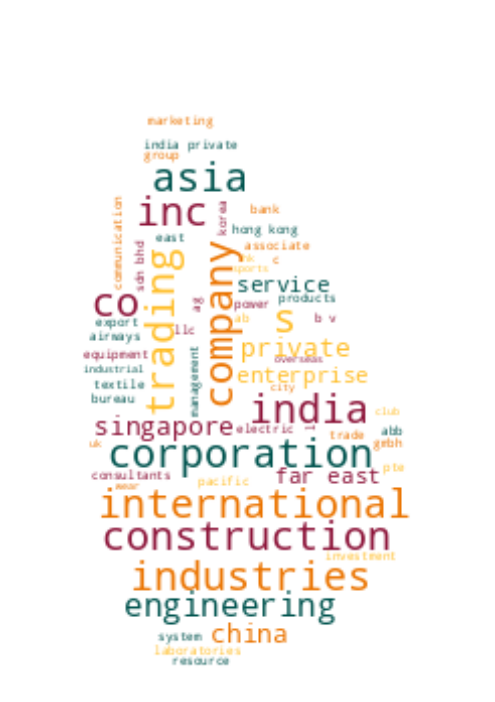 marketing
india private
group
asia
communication
inc
korea
bank
hong kong
east
associate
sdn bhd
trading
company
hk
c
exports
service
co
ag
power
products
s
ab
b v
export
llc
airways
private
equipment
management
overseas
industrial
enterprise
textile
city
bureau
india
club
singapore
electric
l
trade
abb
uk
gmbh
corporation
consultants
far east
pte
wear
pacific
international
construction
investment
industries
engineering
system
china
laboratories
resource